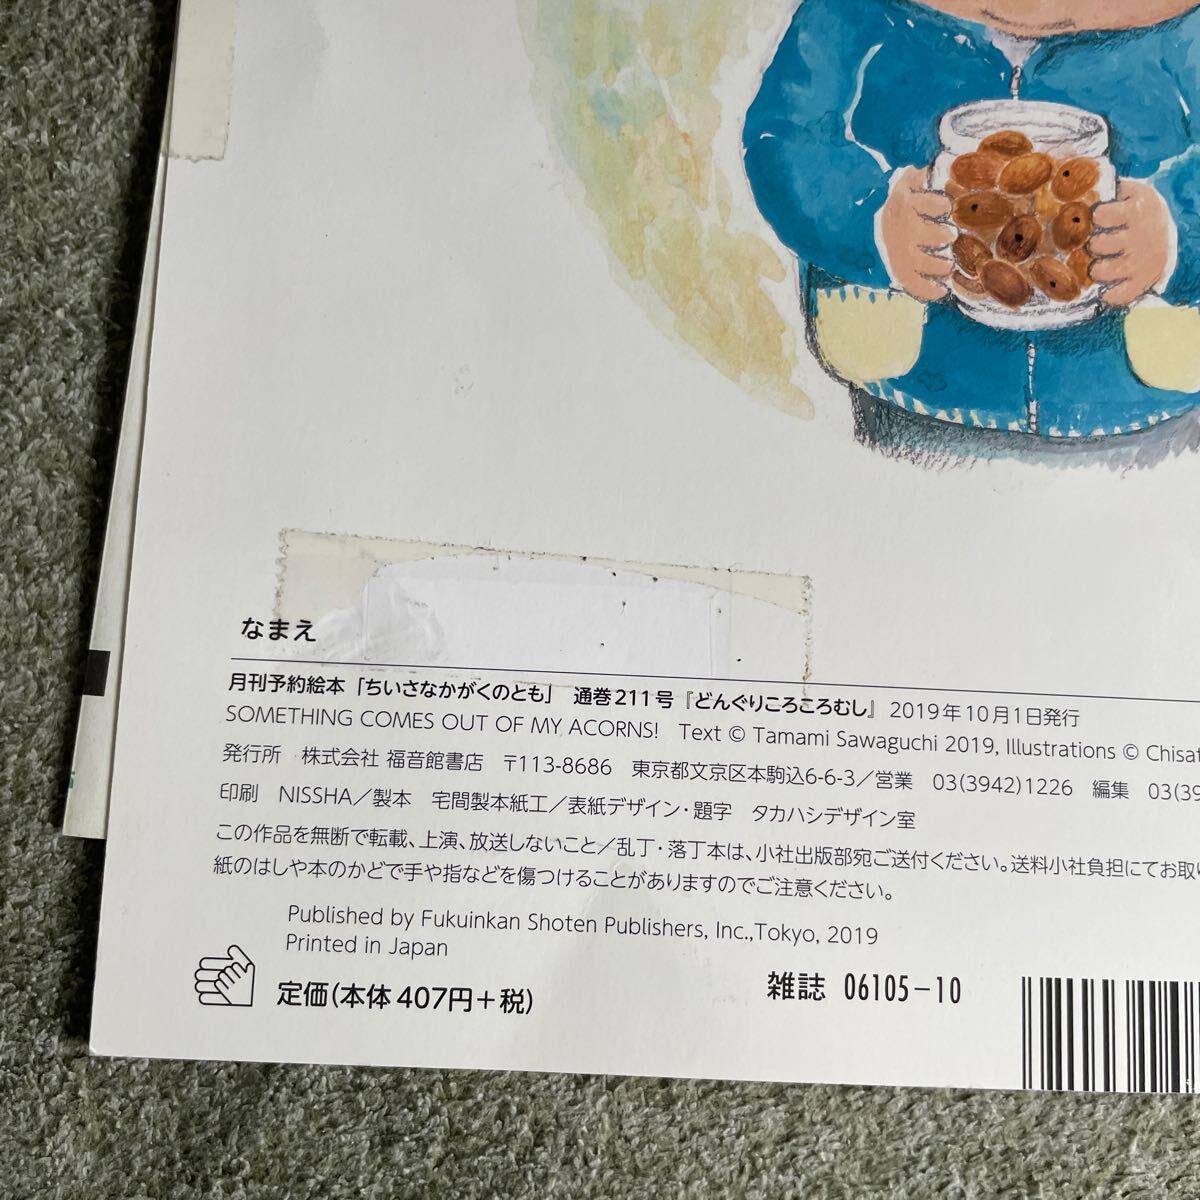 なまえ
月刊予約絵本「ちいさなかがくのとも」 通巻211号『どんぐりころころむし』 2019年10月1日発行
SOMETHING COMES OUT OF MY ACORNS! Text © Tamami Sawaguchi 2019, Illustrations © Chisat
発行所 株式会社 福音館書店 〒113-8686 東京都文京区本駒込6-6-3／営業 03(3942)1226 編集 03(39
印刷 NISSHA／製本 宅間製本紙工／表紙デザイン・題字 タカハシデザイン室
この作品を無断で転載、上演、放送しないこと／乱丁・落丁本は、小社出版部宛ご送付ください。送料小社負担にてお取り
紙のはしや本のかどで手や指などを傷つけることがありますのでご注意ください。
Published by Fukuinkan Shoten Publishers, Inc.,Tokyo, 2019
Printed in Japan
定価(本体407円+税)
雑誌 06105-10